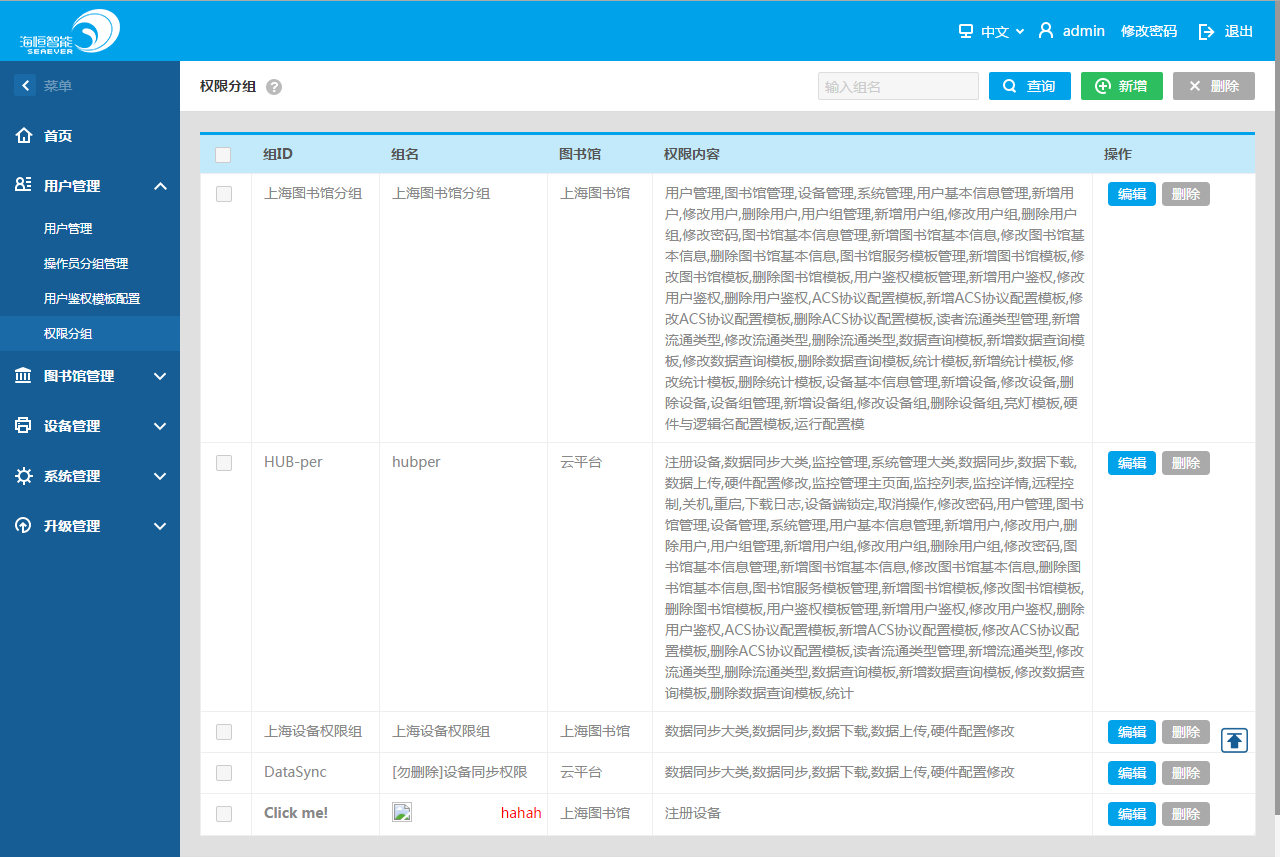 海恒智能
SEAEVER
中文 admin 修改密码 退出
菜单
首页
用户管理
用户管理
操作员分组管理
用户鉴权模板配置
权限分组
图书馆管理
设备管理
系统管理
升级管理
权限分组 ?
输入组名 查询 新增 删除
组ID 组名 图书馆 权限内容 操作
上海图书馆分组 上海图书馆分组 上海图书馆 用户管理,图书馆管理,设备管理,系统管理,用户基本信息管理,新增用 编辑 删除
户,修改用户,删除用户,用户组管理,新增用户组,修改用户组,删除用户
组,修改密码,图书馆基本信息管理,新增图书馆基本信息,修改图书馆基
本信息,删除图书馆基本信息,图书馆服务模板管理,新增图书馆模板,修
改图书馆模板,删除图书馆模板,用户鉴权模板管理,新增用户鉴权,修改
用户鉴权,删除用户鉴权,ACS协议配置模板,新增ACS协议配置模板,修
改ACS协议配置模板,删除ACS协议配置模板,读者流通类型管理,新增
流通类型,修改流通类型,删除流通类型,数据查询模板,新增数据查询模
板,修改数据查询模板,删除数据查询模板,统计模板,新增统计模板,修
改统计模板,删除统计模板,设备基本信息管理,新增设备,修改设备,删
除设备,设备组管理,新增设备组,修改设备组,删除设备组,亮灯模板,硬
件与逻辑名配置模板,运行配置模
HUB-per hubper 云平台 注册设备,数据同步大类,监控管理,系统管理大类,数据同步,数据下载, 编辑 删除
数据上传,硬件配置修改,监控管理主页面,监控列表,监控详情,远程控
制,关机,重启,下载日志,设备端锁定,取消操作,修改密码,用户管理,图书
馆管理,设备管理,系统管理,用户基本信息管理,新增用户,修改用户,删
除用户,用户组管理,新增用户组,修改用户组,删除用户组,修改密码,图
书馆基本信息管理,新增图书馆基本信息,修改图书馆基本信息,删除图
书馆基本信息,图书馆服务模板管理,新增图书馆模板,修改图书馆模板,
删除图书馆模板,用户鉴权模板管理,新增用户鉴权,修改用户鉴权,删除
用户鉴权,ACS协议配置模板,新增ACS协议配置模板,修改ACS协议配
置模板,删除ACS协议配置模板,读者流通类型管理,新增流通类型,修改
流通类型,删除流通类型,数据查询模板,新增数据查询模板,修改数据查
询模板,删除数据查询模板,统计
上海设备权限组 上海设备权限组 上海图书馆 数据同步大类,数据同步,数据下载,数据上传,硬件配置修改 编辑 删除
DataSync [勿删除]设备同步权限 云平台 数据同步大类,数据同步,数据下载,数据上传,硬件配置修改 编辑 删除
Click me! hahah 上海图书馆 注册设备 编辑 删除